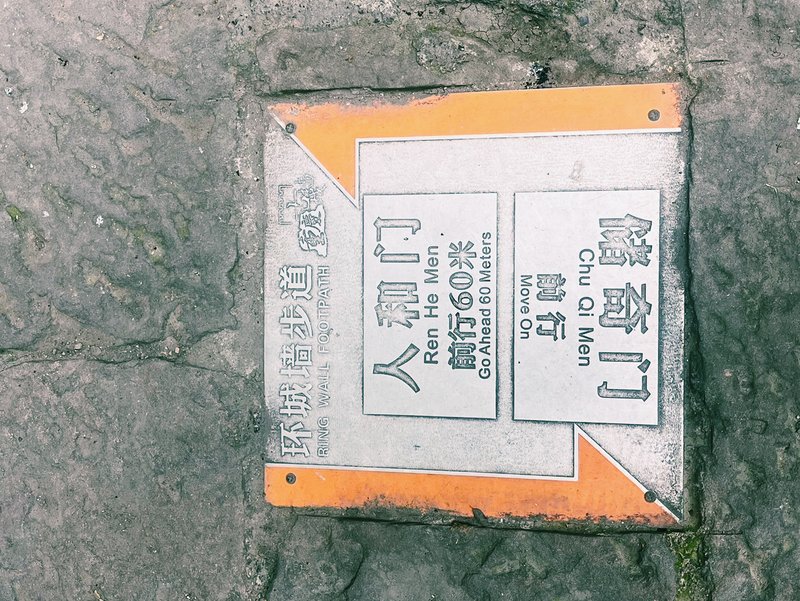 环城墙步道
RING WALL FOOTPATH
人和门
Ren He Men
前行60米
Go Ahead 60 Meters
储奇门
Chu Qi Men
前行
Move On